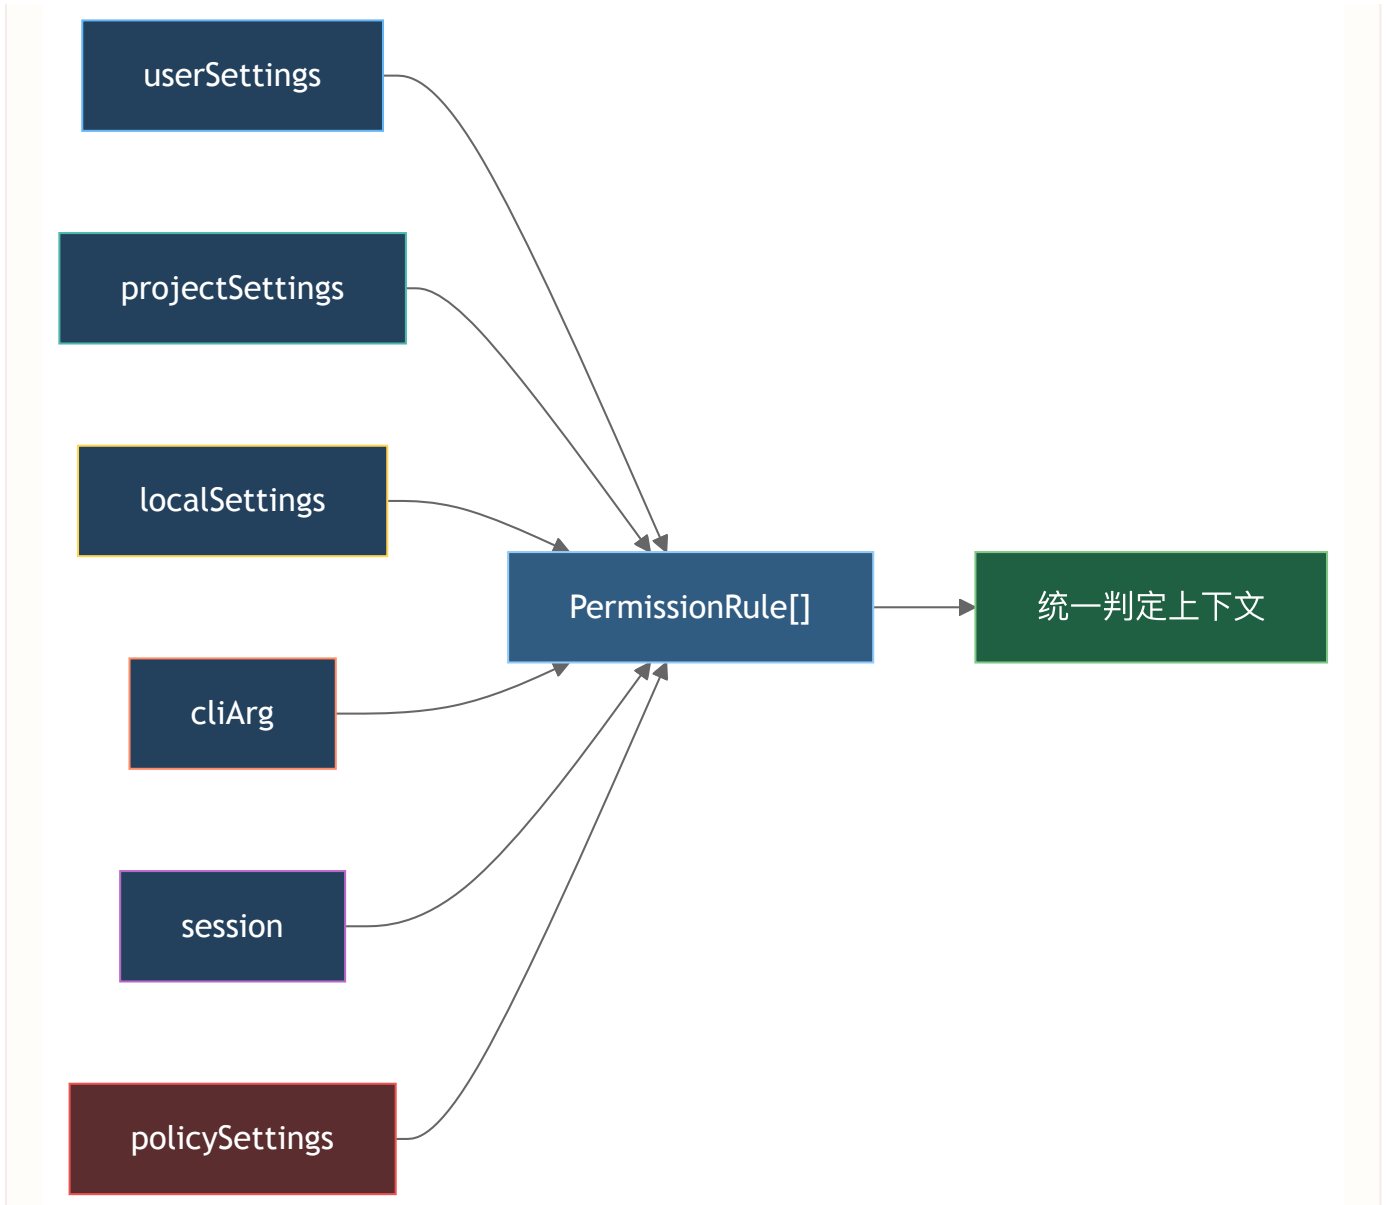 userSettings
projectSettings
localSettings
PermissionRule[]
统一判定上下文
cliArg
session
policySettings